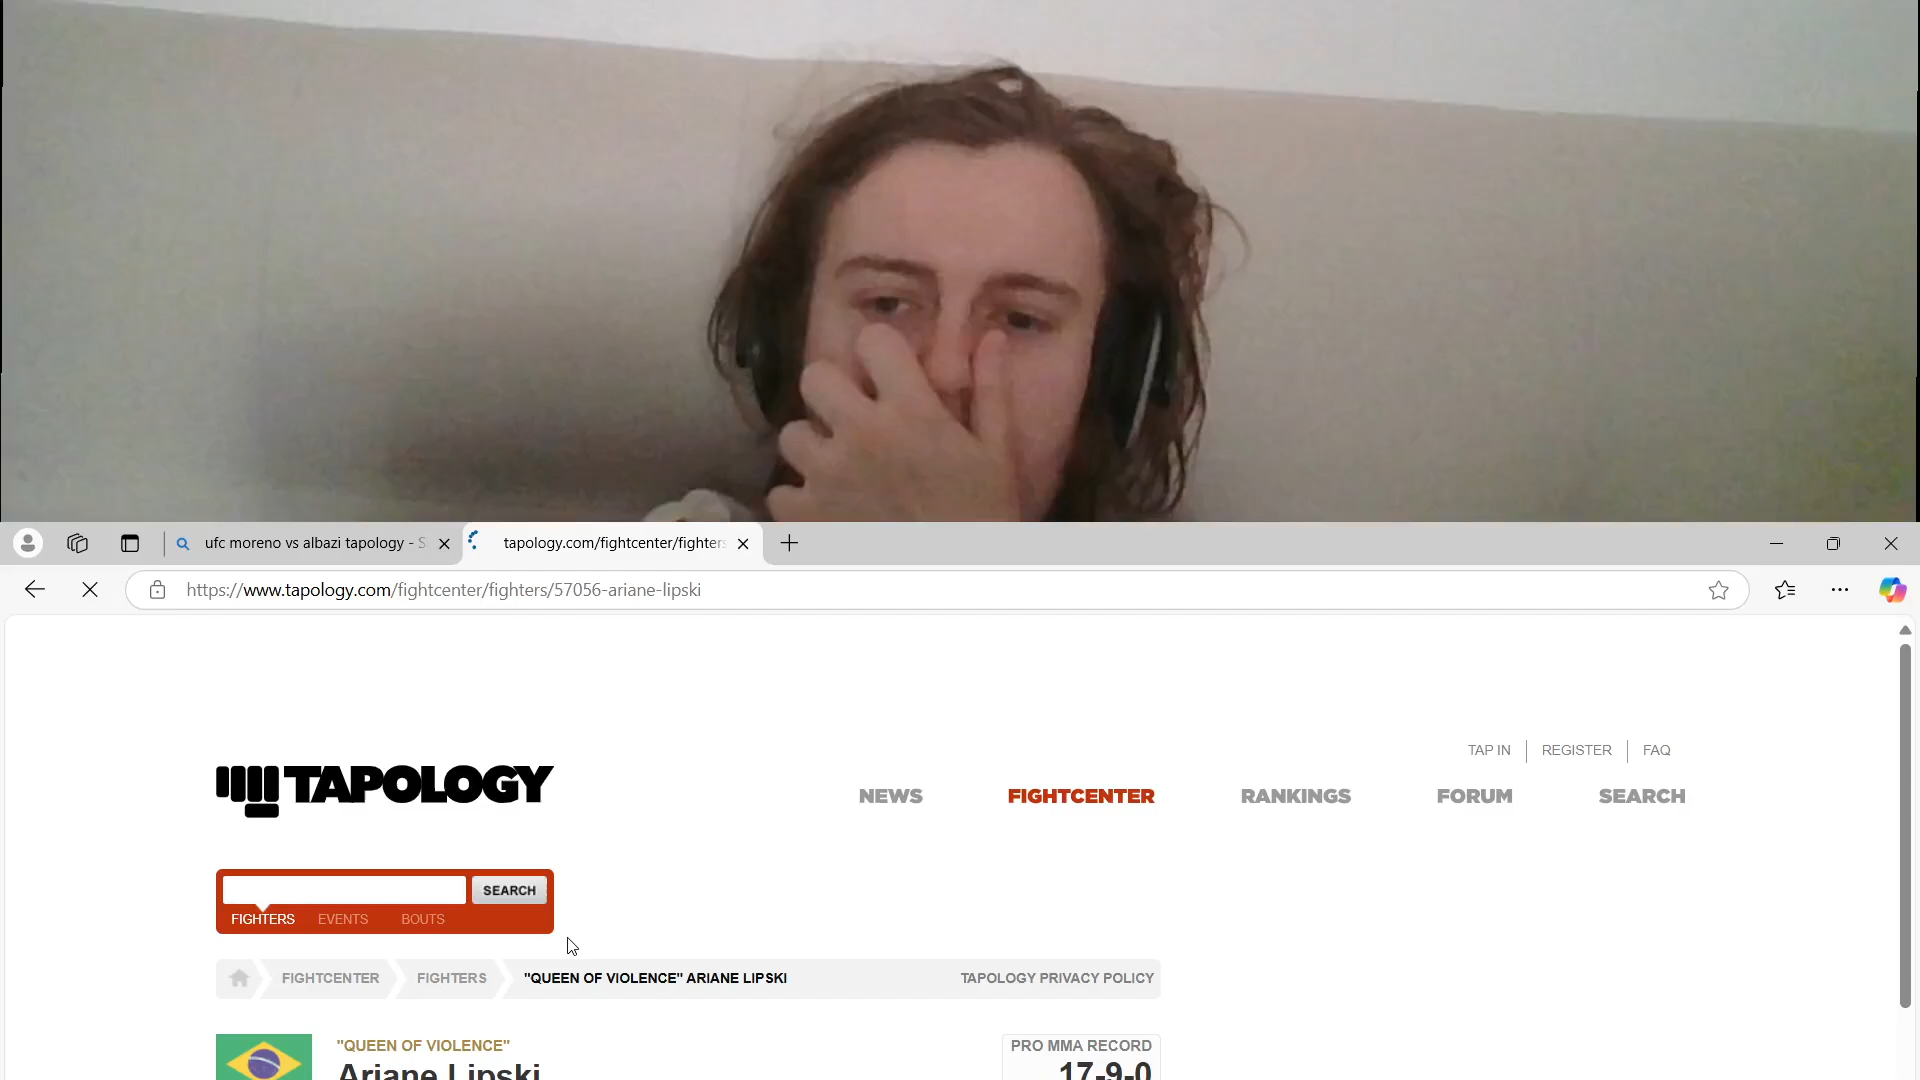 ufc moreno vs albazi tapology - S
tapology.com/fightcenter/fighters
https://www.tapology.com/fightcenter/fighters/57056-ariane-lipski
TAP IN
REGISTER
FAQ
TAPOLOGY
NEWS
FIGHTCENTER
RANKINGS
FORUM
SEARCH
SEARCH
FIGHTERS
EVENTS
BOUTS
FIGHTCENTER
FIGHTERS
"QUEEN OF VIOLENCE" ARIANE LIPSKI
TAPOLOGY PRIVACY POLICY
"QUEEN OF VIOLENCE"
Ariane Lipski
PRO MMA RECORD
17-9-0